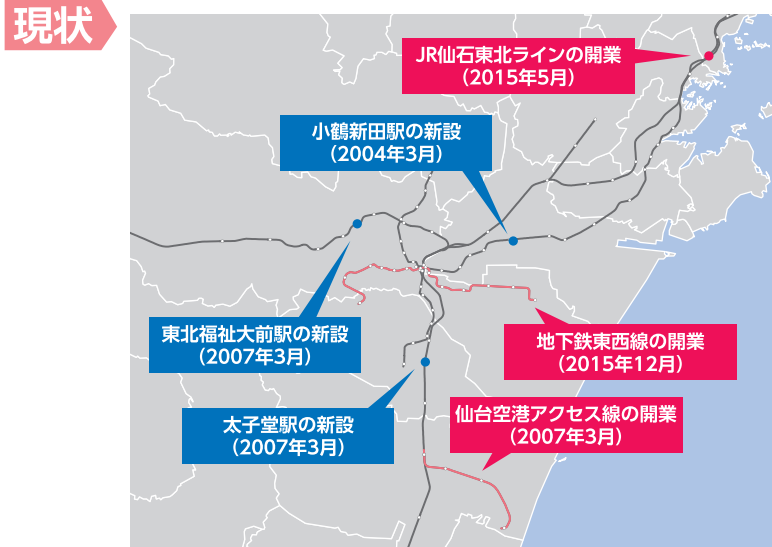 現状
JR仙石東北ラインの開業
（2015年5月）
小鶴新田駅の新設
（2004年3月）
東北福祉大前駅の新設
（2007年3月）
地下鉄東西線の開業
（2015年12月）
太子堂駅の新設
（2007年3月）
仙台空港アクセス線の開業
（2007年3月）